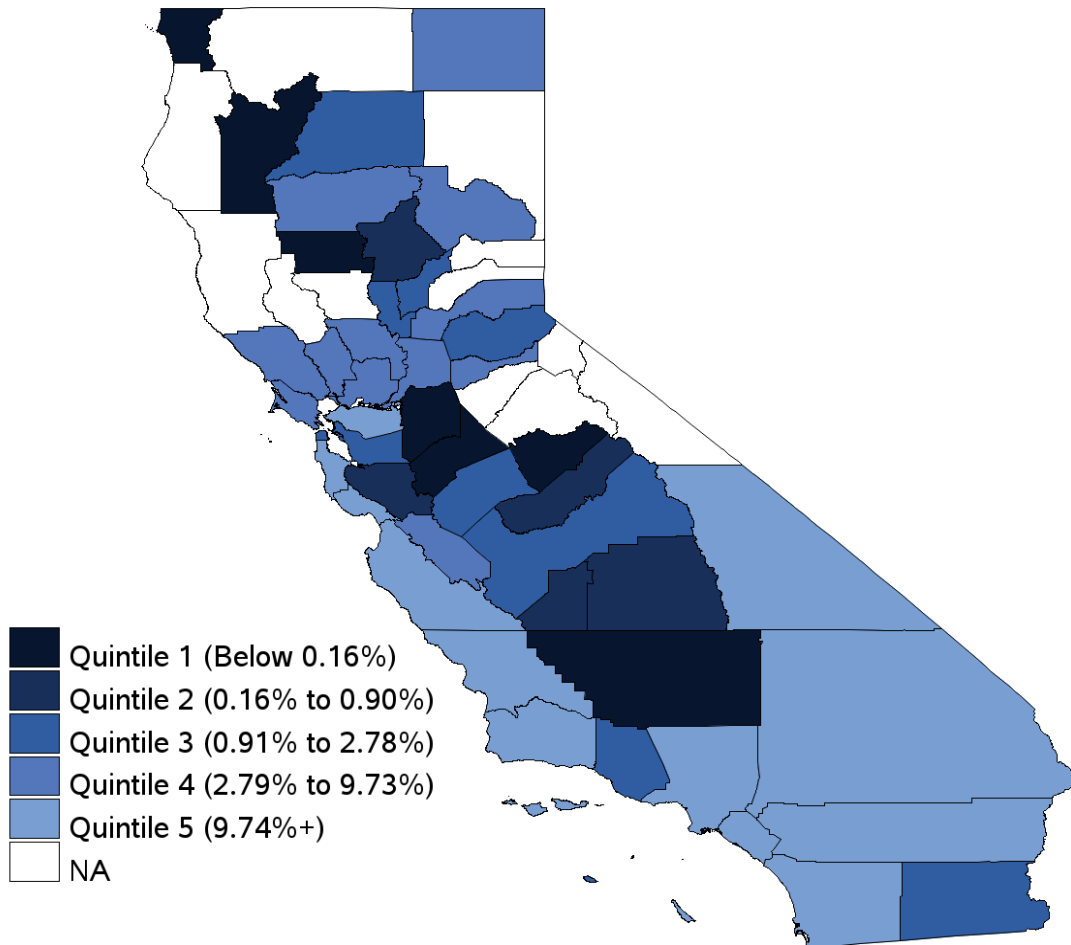 Quintile 1 (Below 0.16%)
Quintile 2 (0.16% to 0.90%)
Quintile 3 (0.91% to 2.78%)
Quintile 4 (2.79% to 9.73%)
Quintile 5 (9.74%+)
NA